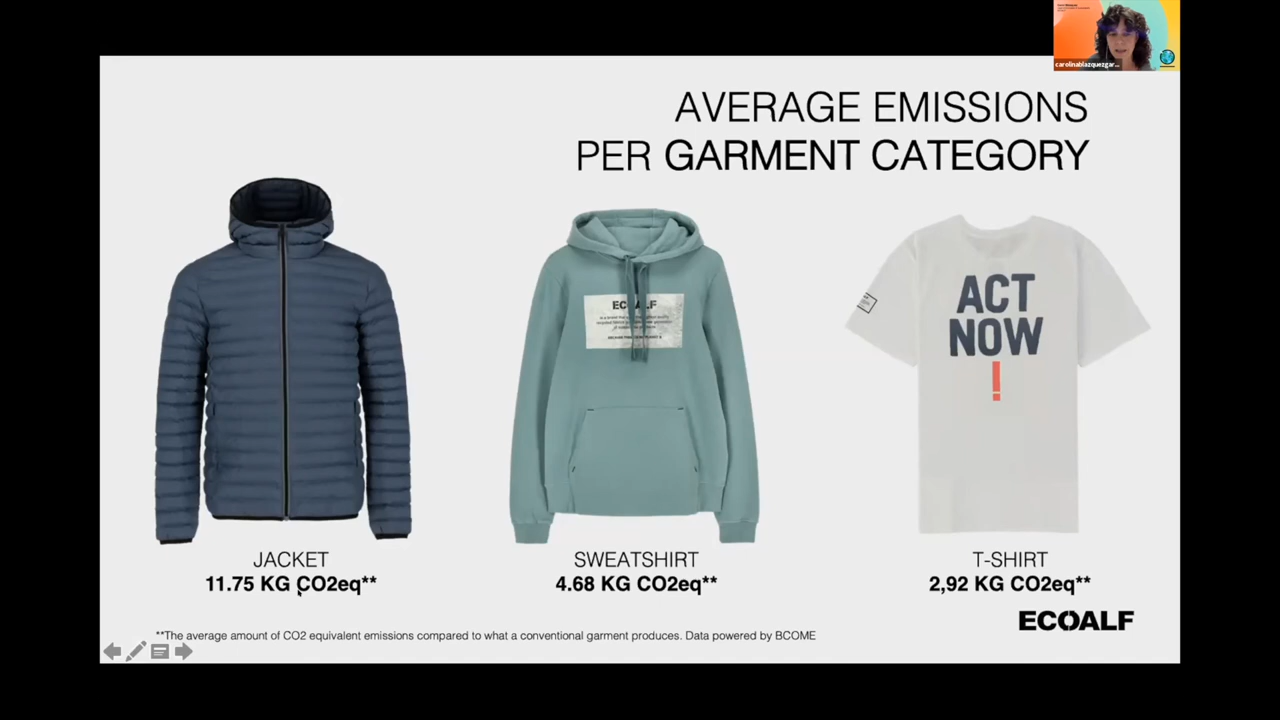 carolinablazquezgar...
AVERAGE EMISSIONS
PER GARMENT CATEGORY
ECOALF
ACT
NOW
!
JACKET
11.75 KG CO2eq**
SWEATSHIRT
4.68 KG CO2eq**
T-SHIRT
2,92 KG CO2eq**
ECOALF
**The average amount of CO2 equivalent emissions compared to what a conventional garment produces. Data powered by BCOME